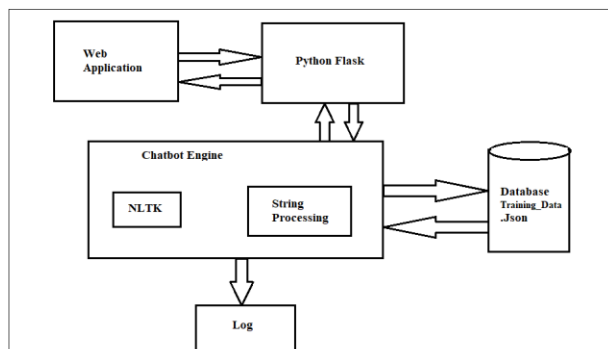 Web
Application
Python Flask
Chatbot Engine
NLTK
String
Processing
Database
Training_Data
.Json
Log